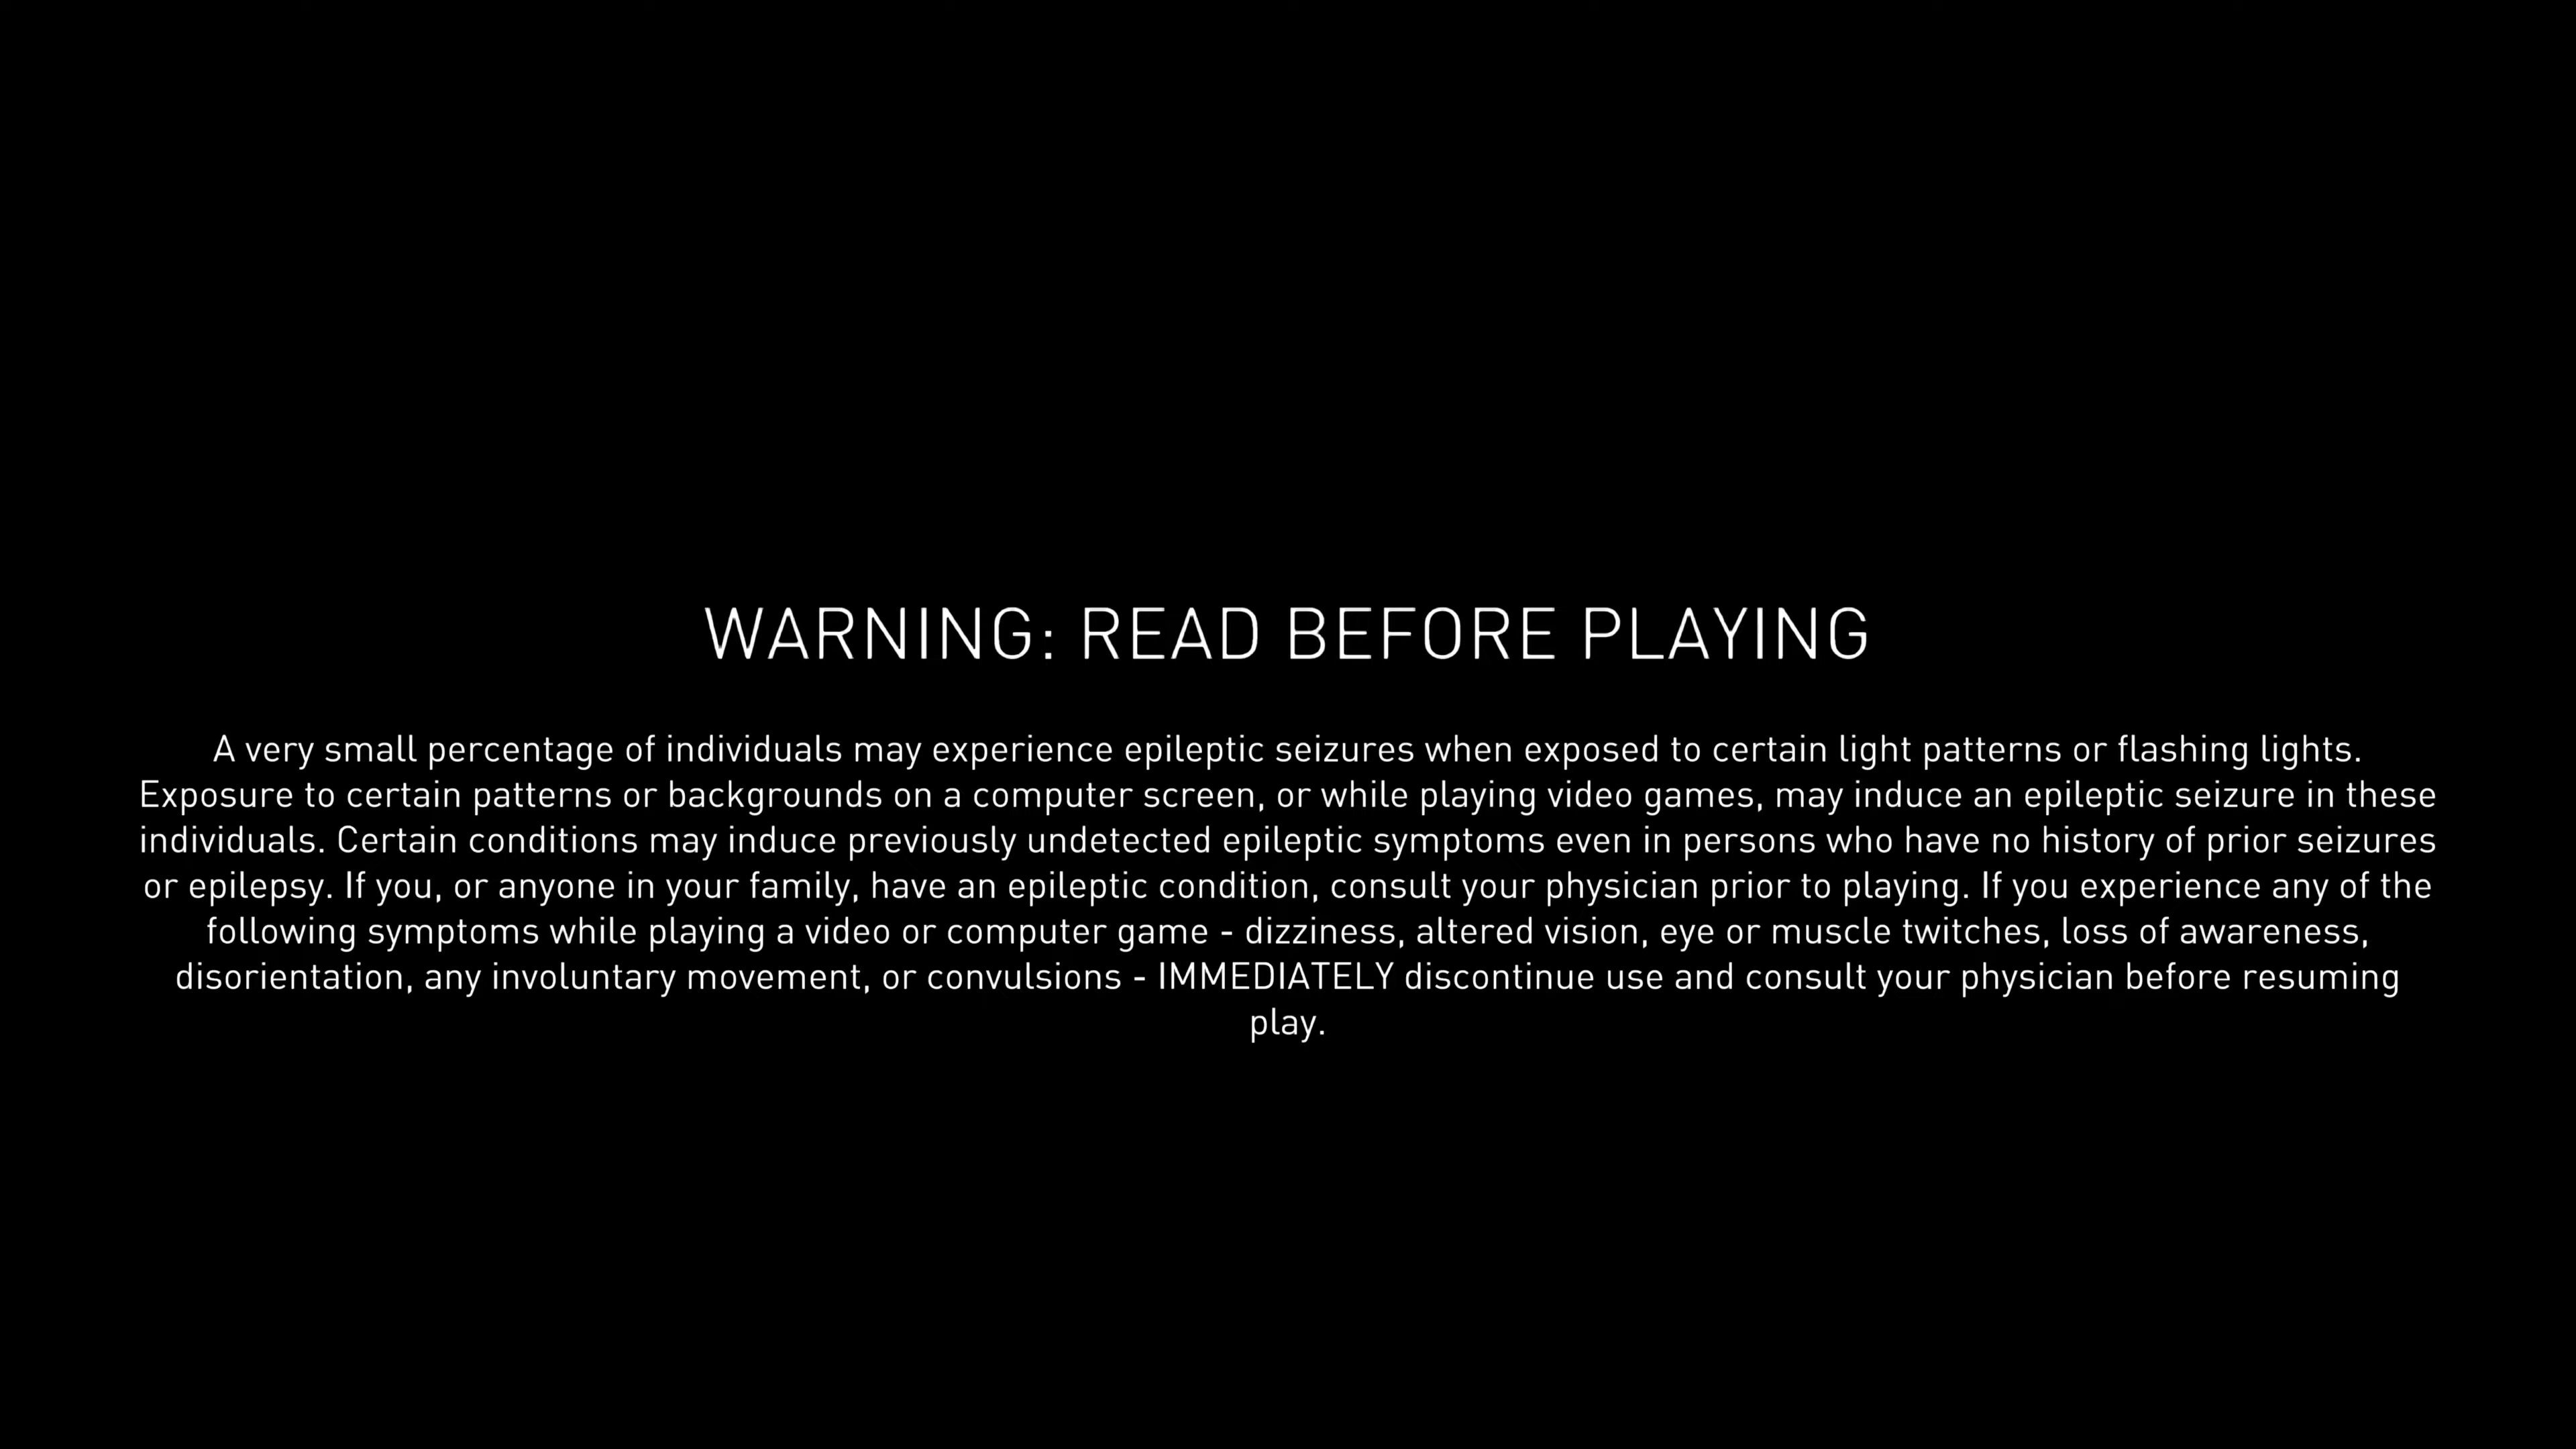 WARNING: READ BEFORE PLAYING
A very small percentage of individuals may experience epileptic seizures when exposed to certain light patterns or flashing lights.
Exposure to certain patterns or backgrounds on a computer screen, or while playing video games, may induce an epileptic seizure in these
individuals. Certain conditions may induce previously undetected epileptic symptoms even in persons who have no history of prior seizures
or epilepsy. If you, or anyone in your family, have an epileptic condition, consult your physician prior to playing. If you experience any of the
following symptoms while playing a video or computer game - dizziness, altered vision, eye or muscle twitches, loss of awareness,
disorientation, any involuntary movement, or convulsions - IMMEDIATELY discontinue use and consult your physician before resuming
play.